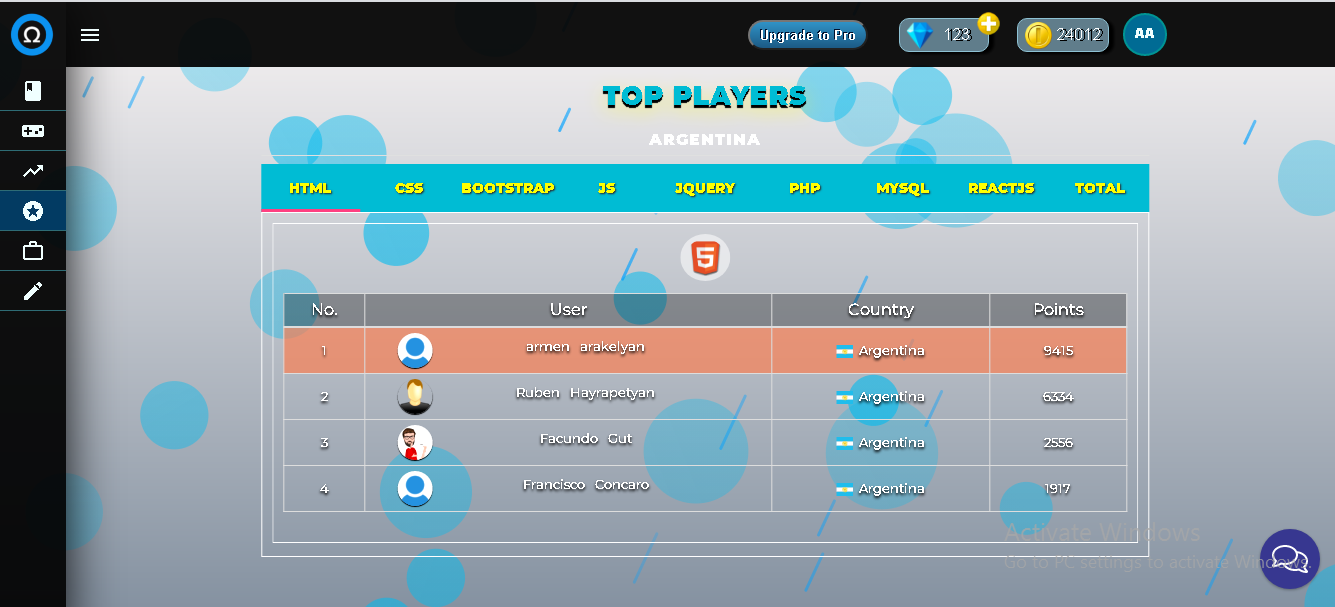 Ω
Upgrade to Pro 123 24012 AA
TOP PLAYERS
ARGENTINA
HTML CSS BOOTSTRAP JS JQUERY PHP MYSQL REACTJS TOTAL
5
No. User Country Points
1 armen arakelyan Argentina 9415
2 Ruben Hayrapetyan Argentina 6334
3 Facundo Gut Argentina 2556
4 Francisco Concaro Argentina 1917
Activate Windows
Go to PC settings to activate Windows.